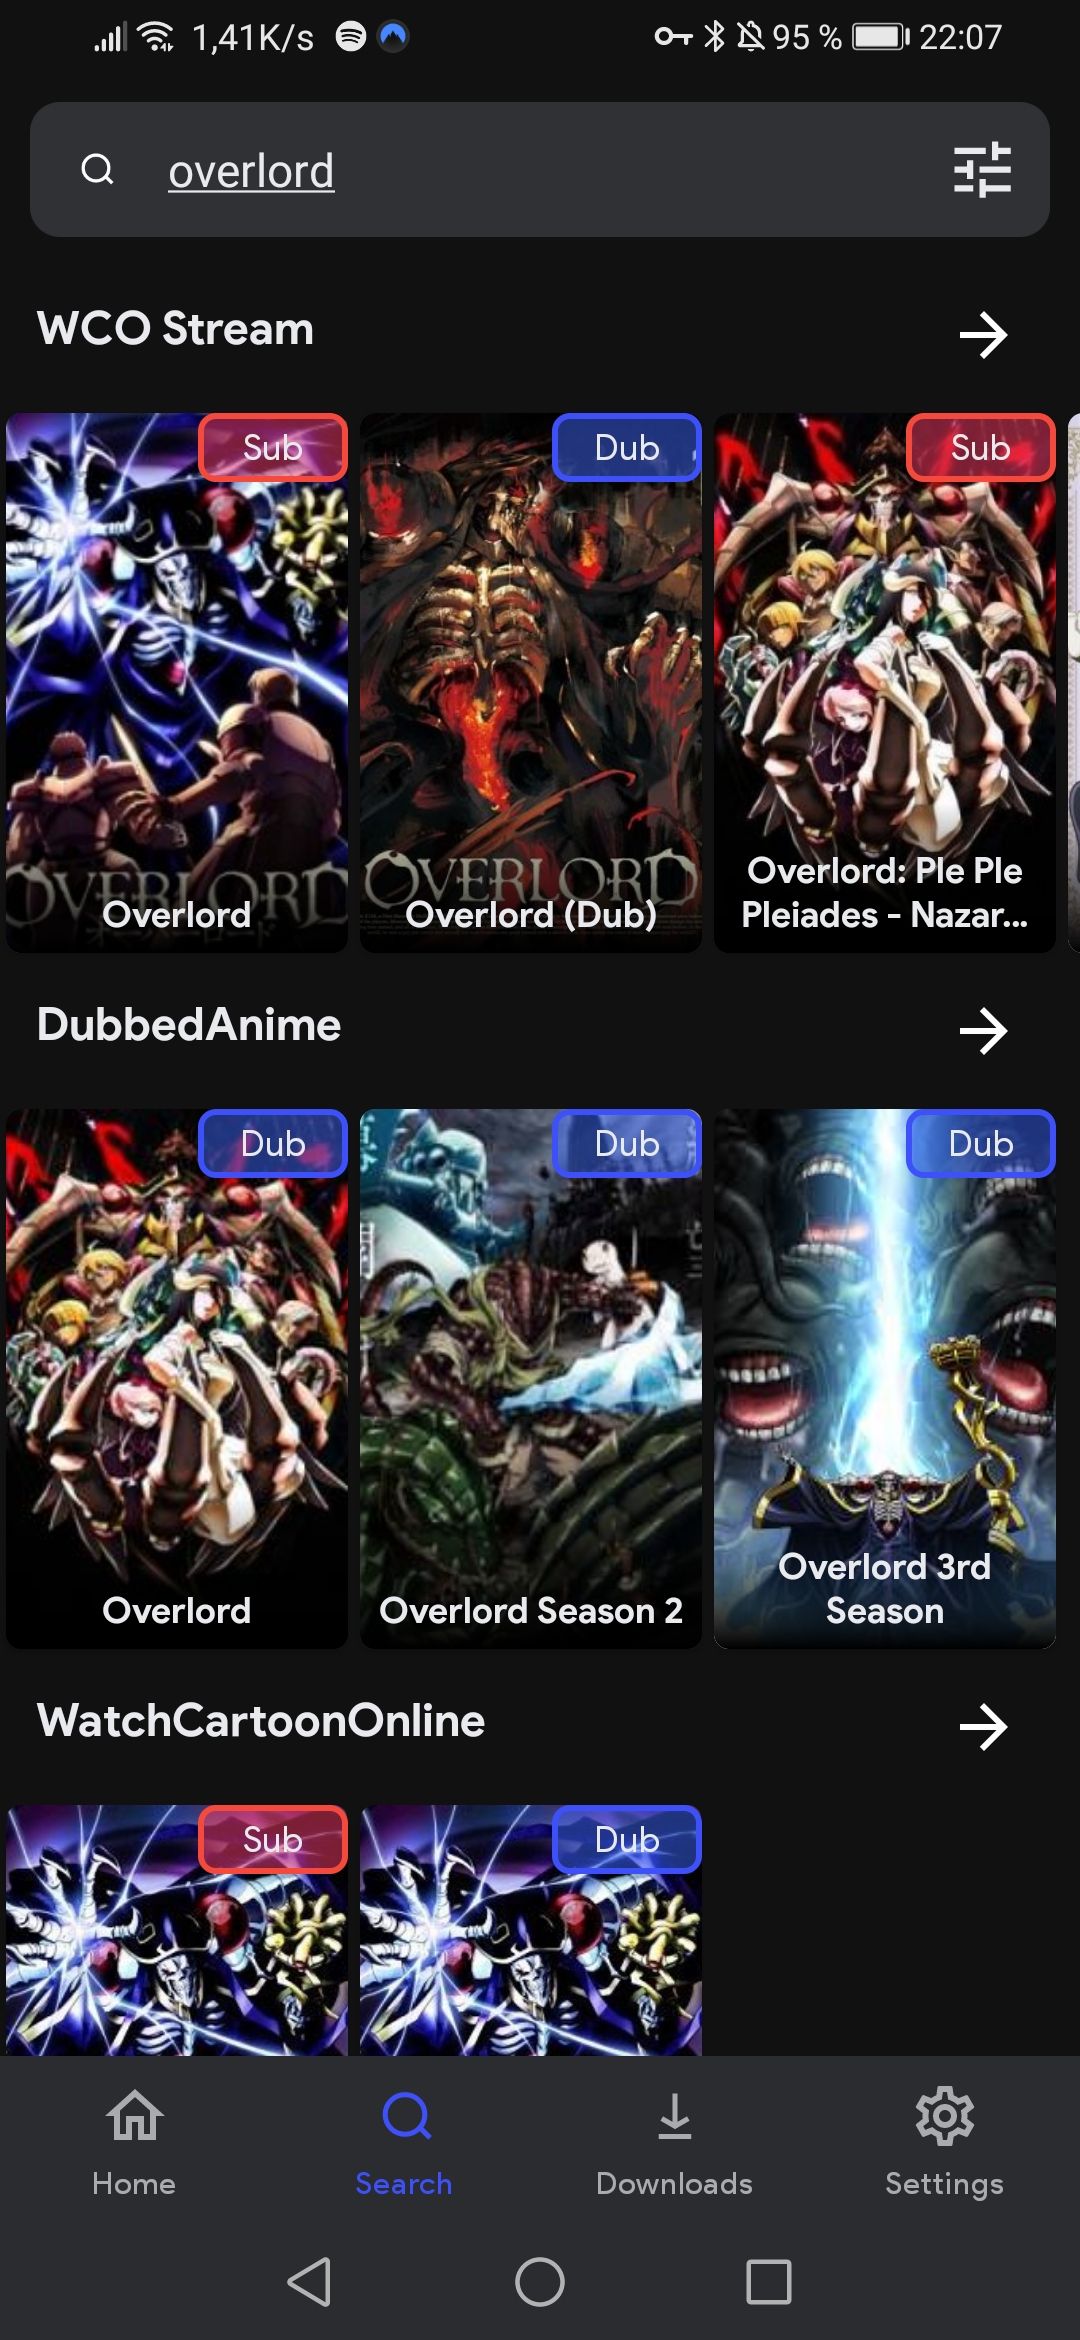 1,41K/s 95 % 22:07
overlord
WCO Stream
Sub
Dub
Sub
OVERLORD
Overlord
OVERLORD
Overlord (Dub)
Overlord: Ple Ple
Pleiades - Nazar...
DubbedAnime
Dub
Dub
Dub
Overlord
Overlord Season 2
Overlord 3rd
Season
WatchCartoonOnline
Sub
Dub
Home
Search
Downloads
Settings